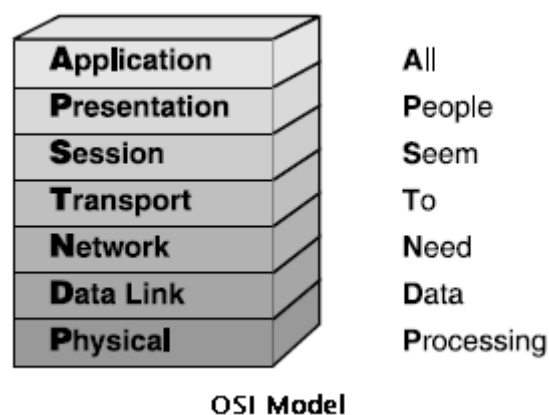 Application All
Presentation People
Session Seem
Transport To
Network Need
Data Link Data
Physical Processing
OSI Model